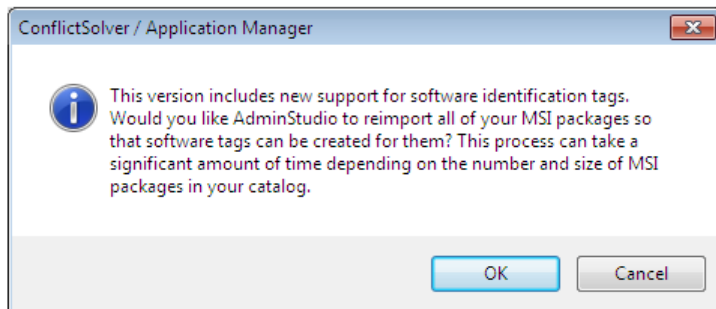 ConflictSolver / Application Manager
This version includes new support for software identification tags.
Would you like AdminStudio to reimport all of your MSI packages so
that software tags can be created for them? This process can take a
significant amount of time depending on the number and size of MSI
packages in your catalog.
OK
Cancel